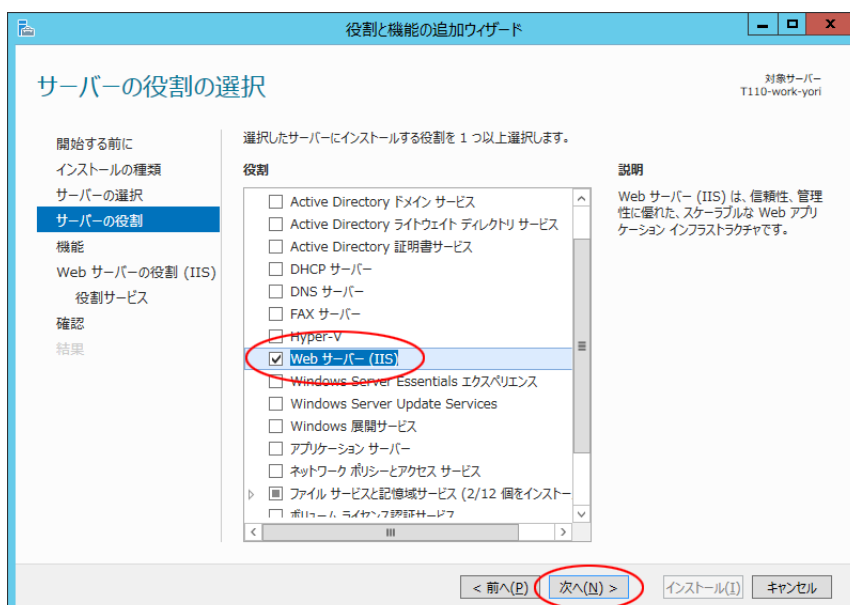 役割と機能の追加ウィザード
サーバーの役割の選択
対象サーバー
T110-work-yori
開始する前に
インストールの種類
サーバーの選択
サーバーの役割
機能
Web サーバーの役割 (IIS)
役割サービス
確認
結果
選択したサーバーにインストールする役割を 1 つ以上選択します。
役割
Active Directory ドメイン サービス
Active Directory ライトウェイト ディレクトリ サービス
Active Directory 証明書サービス
DHCP サーバー
DNS サーバー
FAX サーバー
Hyper-V
Web サーバー (IIS)
Windows Server Essentials エクスペリエンス
Windows Server Update Services
Windows 展開サービス
アプリケーション サーバー
ネットワーク ポリシーとアクセス サービス
ファイル サービスと記憶域サービス (2/12 個をインストー
ボリューム ライセンス認証サービス
説明
Web サーバー (IIS) は、信頼性、管理
性に優れた、スケーラブルな Web アプリ
ケーション インフラストラクチャです。
< 前へ(P)
次へ(N) >
インストール(I)
キャンセル